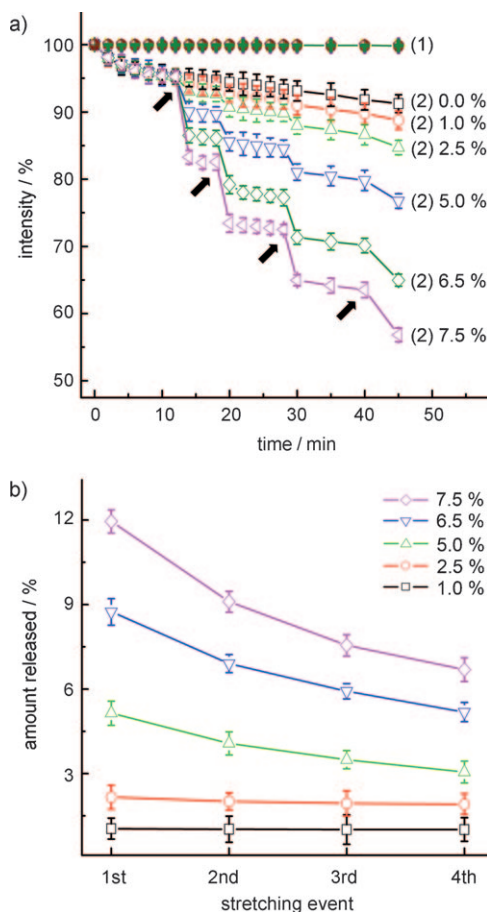 a)
100
90
80
70
60
50
intensity / %
0
10
20
30
40
50
time / min
(1)
(2) 0.0 %
(2) 1.0 %
(2) 2.5 %
(2) 5.0 %
(2) 6.5 %
(2) 7.5 %
b)
12
9
6
3
amount released / %
7.5 %
6.5 %
5.0 %
2.5 %
1.0 %
1st
2nd
3rd
4th
stretching event